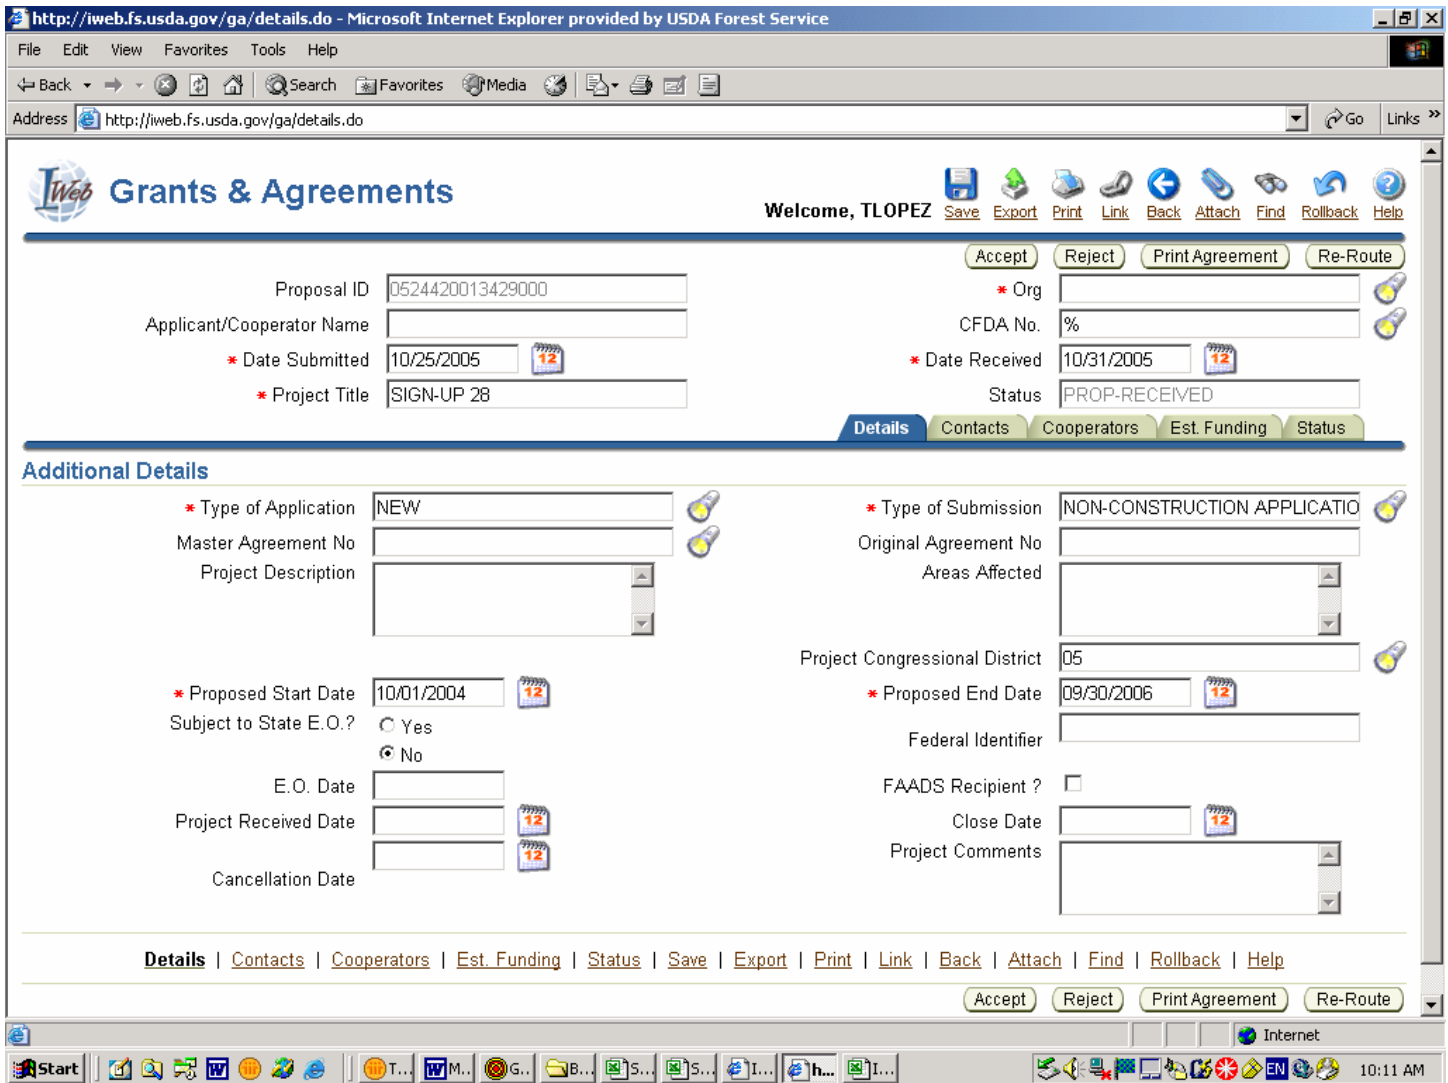 http://iweb.fs.usda.gov/ga/details.do - Microsoft Internet Explorer provided by USDA Forest Service
File Edit View Favorites Tools Help
Back Search Favorites Media
Address http://iweb.fs.usda.gov/ga/details.do Go Links »
IWeb Grants & Agreements
Welcome, TLOPEZ Save Export Print Link Back Attach Find Rollback Help
Accept Reject Print Agreement Re-Route
Proposal ID 0524420013429000 * Org
Applicant/Cooperator Name CFDA No. %
* Date Submitted 10/25/2005 12 * Date Received 10/31/2005 12
* Project Title SIGN-UP 28 Status PROP-RECEIVED
Details Contacts Cooperators Est. Funding Status
Additional Details
* Type of Application NEW * Type of Submission NON-CONSTRUCTION APPLICATIO
Master Agreement No Original Agreement No
Project Description Areas Affected
Project Congressional District 05
* Proposed Start Date 10/01/2004 12 * Proposed End Date 09/30/2006 12
Subject to State E.O.? Yes
No
Federal Identifier
E.O. Date FAADS Recipient ?
Project Received Date 12 Close Date 12
Cancellation Date 12 Project Comments
Details | Contacts | Cooperators | Est. Funding | Status | Save | Export | Print | Link | Back | Attach | Find | Rollback | Help
Accept Reject Print Agreement Re-Route
Internet
Start T... M.. G.. B... S... S... I... h... I... EN 10:11 AM